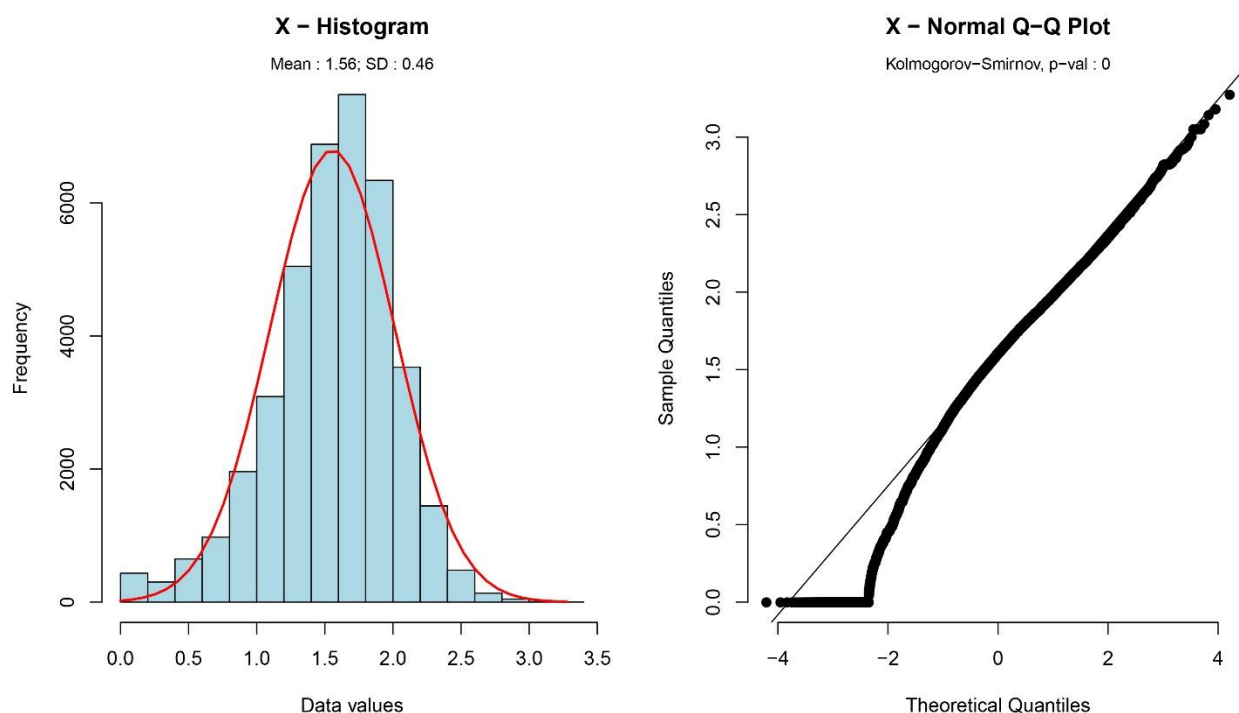 X − Histogram
Mean : 1.56; SD : 0.46
Frequency
6000
4000
2000
0
0.0 0.5 1.0 1.5 2.0 2.5 3.0 3.5
Data values
X − Normal Q−Q Plot
Kolmogorov−Smirnov, p−val : 0
Sample Quantiles
3.0
2.5
2.0
1.5
1.0
0.5
0.0
−4 −2 0 2 4
Theoretical Quantiles